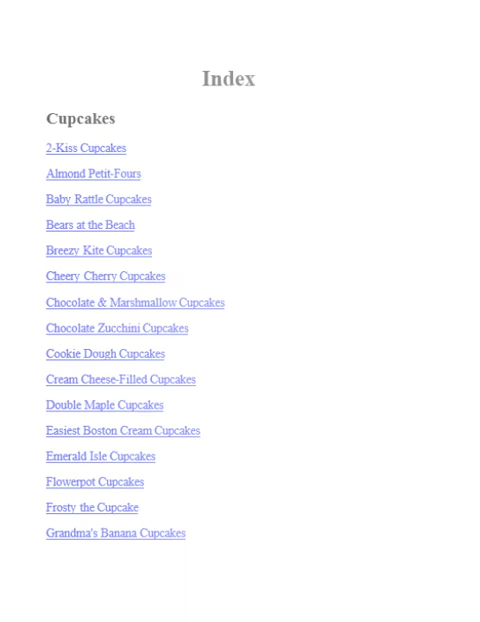 Index
Cupcakes
2-Kiss Cupcakes
Almond Petit-Fours
Baby Rattle Cupcakes
Bears at the Beach
Breezy Kite Cupcakes
Cheery Cherry Cupcakes
Chocolate & Marshmallow Cupcakes
Chocolate Zucchini Cupcakes
Cookie Dough Cupcakes
Cream Cheese-Filled Cupcakes
Double Maple Cupcakes
Easiest Boston Cream Cupcakes
Emerald Isle Cupcakes
Flowerpot Cupcakes
Frosty the Cupcake
Grandma's Banana Cupcakes